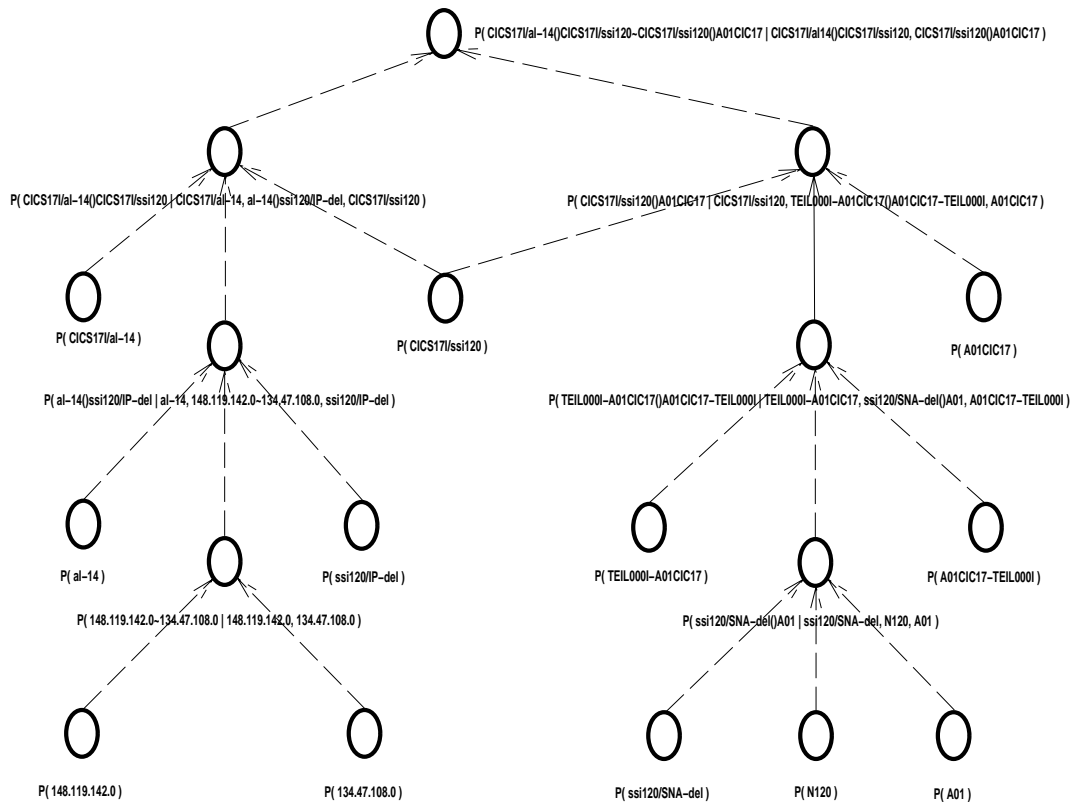 P( CICS17I/al–14()CICS17I/ssi120~CICS17I/ssi120()A01CIC17 | CICS17I/al14()CICS17I/ssi120, CICS17I/ssi120()A01CIC17 )
P( CICS17I/al–14()CICS17I/ssi120 | CICS17I/al–14, al–14()ssi120/IP–del, CICS17I/ssi120 )
P( CICS17I/ssi120()A01CIC17 | CICS17I/ssi120, TEIL000I–A01CIC17()A01CIC17–TEIL000I, A01CIC17 )
P( CICS17I/al–14 )
P( CICS17I/ssi120 )
P( A01CIC17 )
P( al–14()ssi120/IP–del | al–14, 148.119.142.0~134.47.108.0, ssi120/IP–del )
P( TEIL000I–A01CIC17()A01CIC17–TEIL000I | TEIL000I–A01CIC17, ssi120/SNA–del()A01, A01CIC17–TEIL000I )
P( al–14 )
P( ssi120/IP–del )
P( TEIL000I–A01CIC17 )
P( A01CIC17–TEIL000I )
P( 148.119.142.0~134.47.108.0 | 148.119.142.0, 134.47.108.0 )
P( ssi120/SNA–del()A01 | ssi120/SNA–del, N120, A01 )
P( 148.119.142.0 )
P( 134.47.108.0 )
P( ssi120/SNA–del )
P( N120 )
P( A01 )